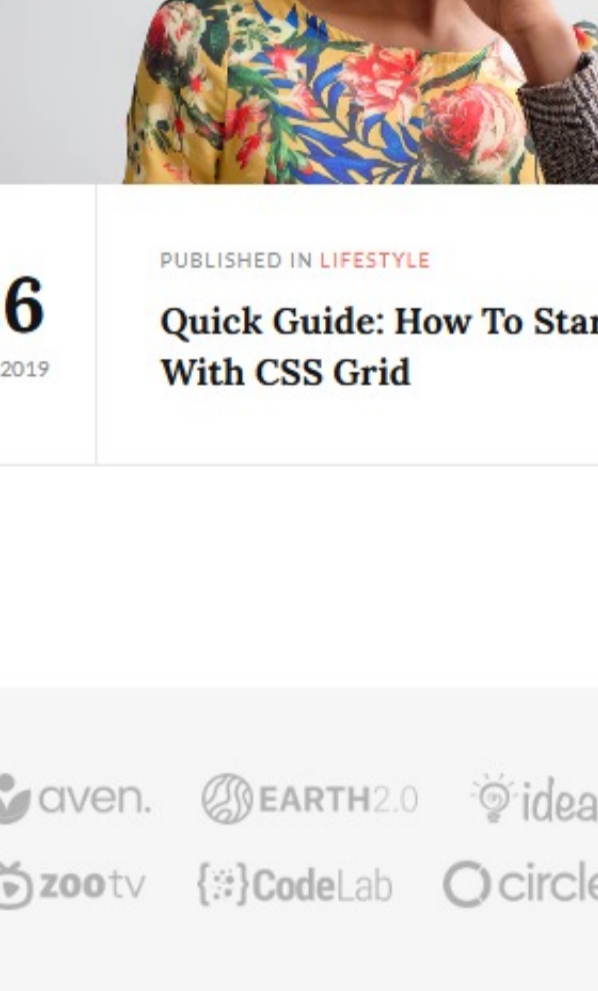 PUBLISHED IN LIFESTYLE
6
2019
Quick Guide: How To Star
With CSS Grid
aven.
EARTH2.0
idea
zootv
{}CodeLab
circle